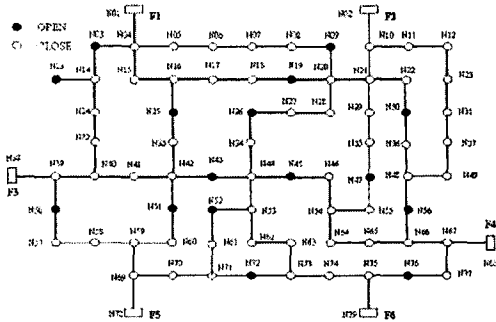 N01 F1 N02 F2
OPEN
CLOSE
N03 N04 N05 N06 N07 N08 N09 N10 N11 N12
N13 N14 N15 N16 N17 N18 N19 N20 N21 N22 N23
N24 N25 N26 N27 N28 N29 N30 N31
N32 N33 N34 N35 N36 N37
N38 N39 N40 N41 N42 N43 N44 N45 N46 N47 N48 N49
F3
N50 N51 N52 N53 N54 N55 N56 F4
N57 N58 N59 N60 N61 N62 N63 N64 N65 N66 N67 N68
N69 N70 N71 N72 N73 N74 N75 N76 N77
F5 N79 F6